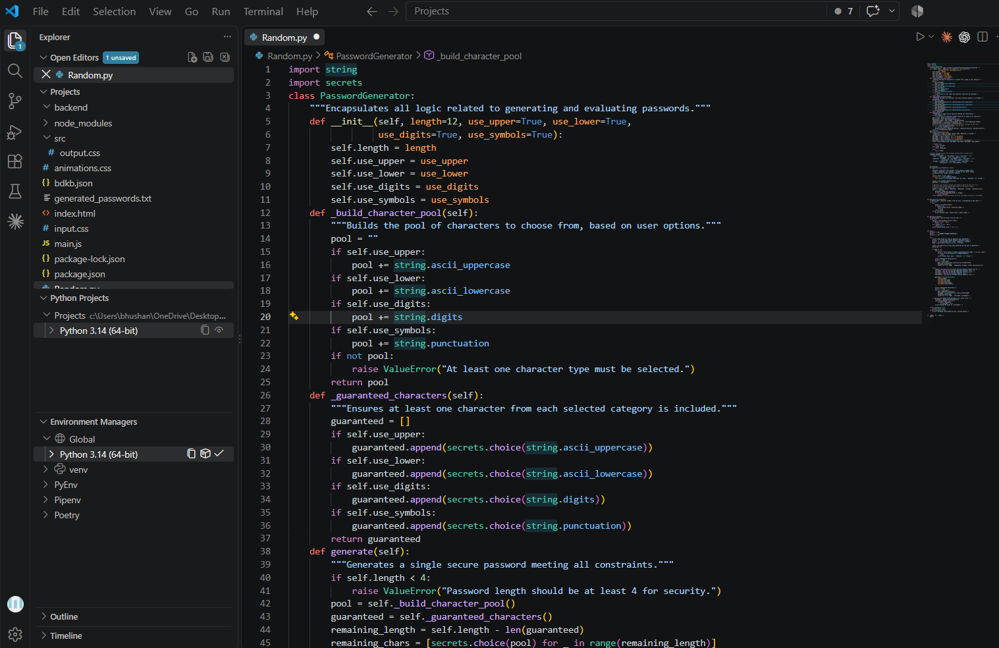 File Edit Selection View Go Run Terminal Help
Projects
7
Explorer
1
Open Editors 1 unsaved
Random.py
Projects
backend
node_modules
src
# output.css
# animations.css
{} bdkb.json
generated_passwords.txt
<> index.html
# input.css
JS main.js
{} package-lock.json
{} package.json
Random.py
Python Projects
Projects c:\Users\bhushan\OneDrive\Desktop...
Python 3.14 (64-bit)
Environment Managers
Global
Python 3.14 (64-bit)
venv
PyEnv
Pipenv
Poetry
Outline
Timeline
Random.py
Random.py > PasswordGenerator > _build_character_pool
1 import string
2 import secrets
3 class PasswordGenerator:
4     """Encapsulates all logic related to generating and evaluating passwords."""
5     def __init__(self, length=12, use_upper=True, use_lower=True,
6                  use_digits=True, use_symbols=True):
7         self.length = length
8         self.use_upper = use_upper
9         self.use_lower = use_lower
10         self.use_digits = use_digits
11         self.use_symbols = use_symbols
12     def _build_character_pool(self):
13         """Builds the pool of characters to choose from, based on user options."""
14         pool = ""
15         if self.use_upper:
16             pool += string.ascii_uppercase
17         if self.use_lower:
18             pool += string.ascii_lowercase
19         if self.use_digits:
20             pool += string.digits
21         if self.use_symbols:
22             pool += string.punctuation
23         if not pool:
24             raise ValueError("At least one character type must be selected.")
25         return pool
26     def _guaranteed_characters(self):
27         """Ensures at least one character from each selected category is included."""
28         guaranteed = []
29         if self.use_upper:
30             guaranteed.append(secrets.choice(string.ascii_uppercase))
31         if self.use_lower:
32             guaranteed.append(secrets.choice(string.ascii_lowercase))
33         if self.use_digits:
34             guaranteed.append(secrets.choice(string.digits))
35         if self.use_symbols:
36             guaranteed.append(secrets.choice(string.punctuation))
37         return guaranteed
38     def generate(self):
39         """Generates a single secure password meeting all constraints."""
40         if self.length < 4:
41             raise ValueError("Password length should be at least 4 for security.")
42         pool = self._build_character_pool()
43         guaranteed = self._guaranteed_characters()
44         remaining_length = self.length - len(guaranteed)
45         remaining_chars = [secrets.choice(pool) for _ in range(remaining_length)]